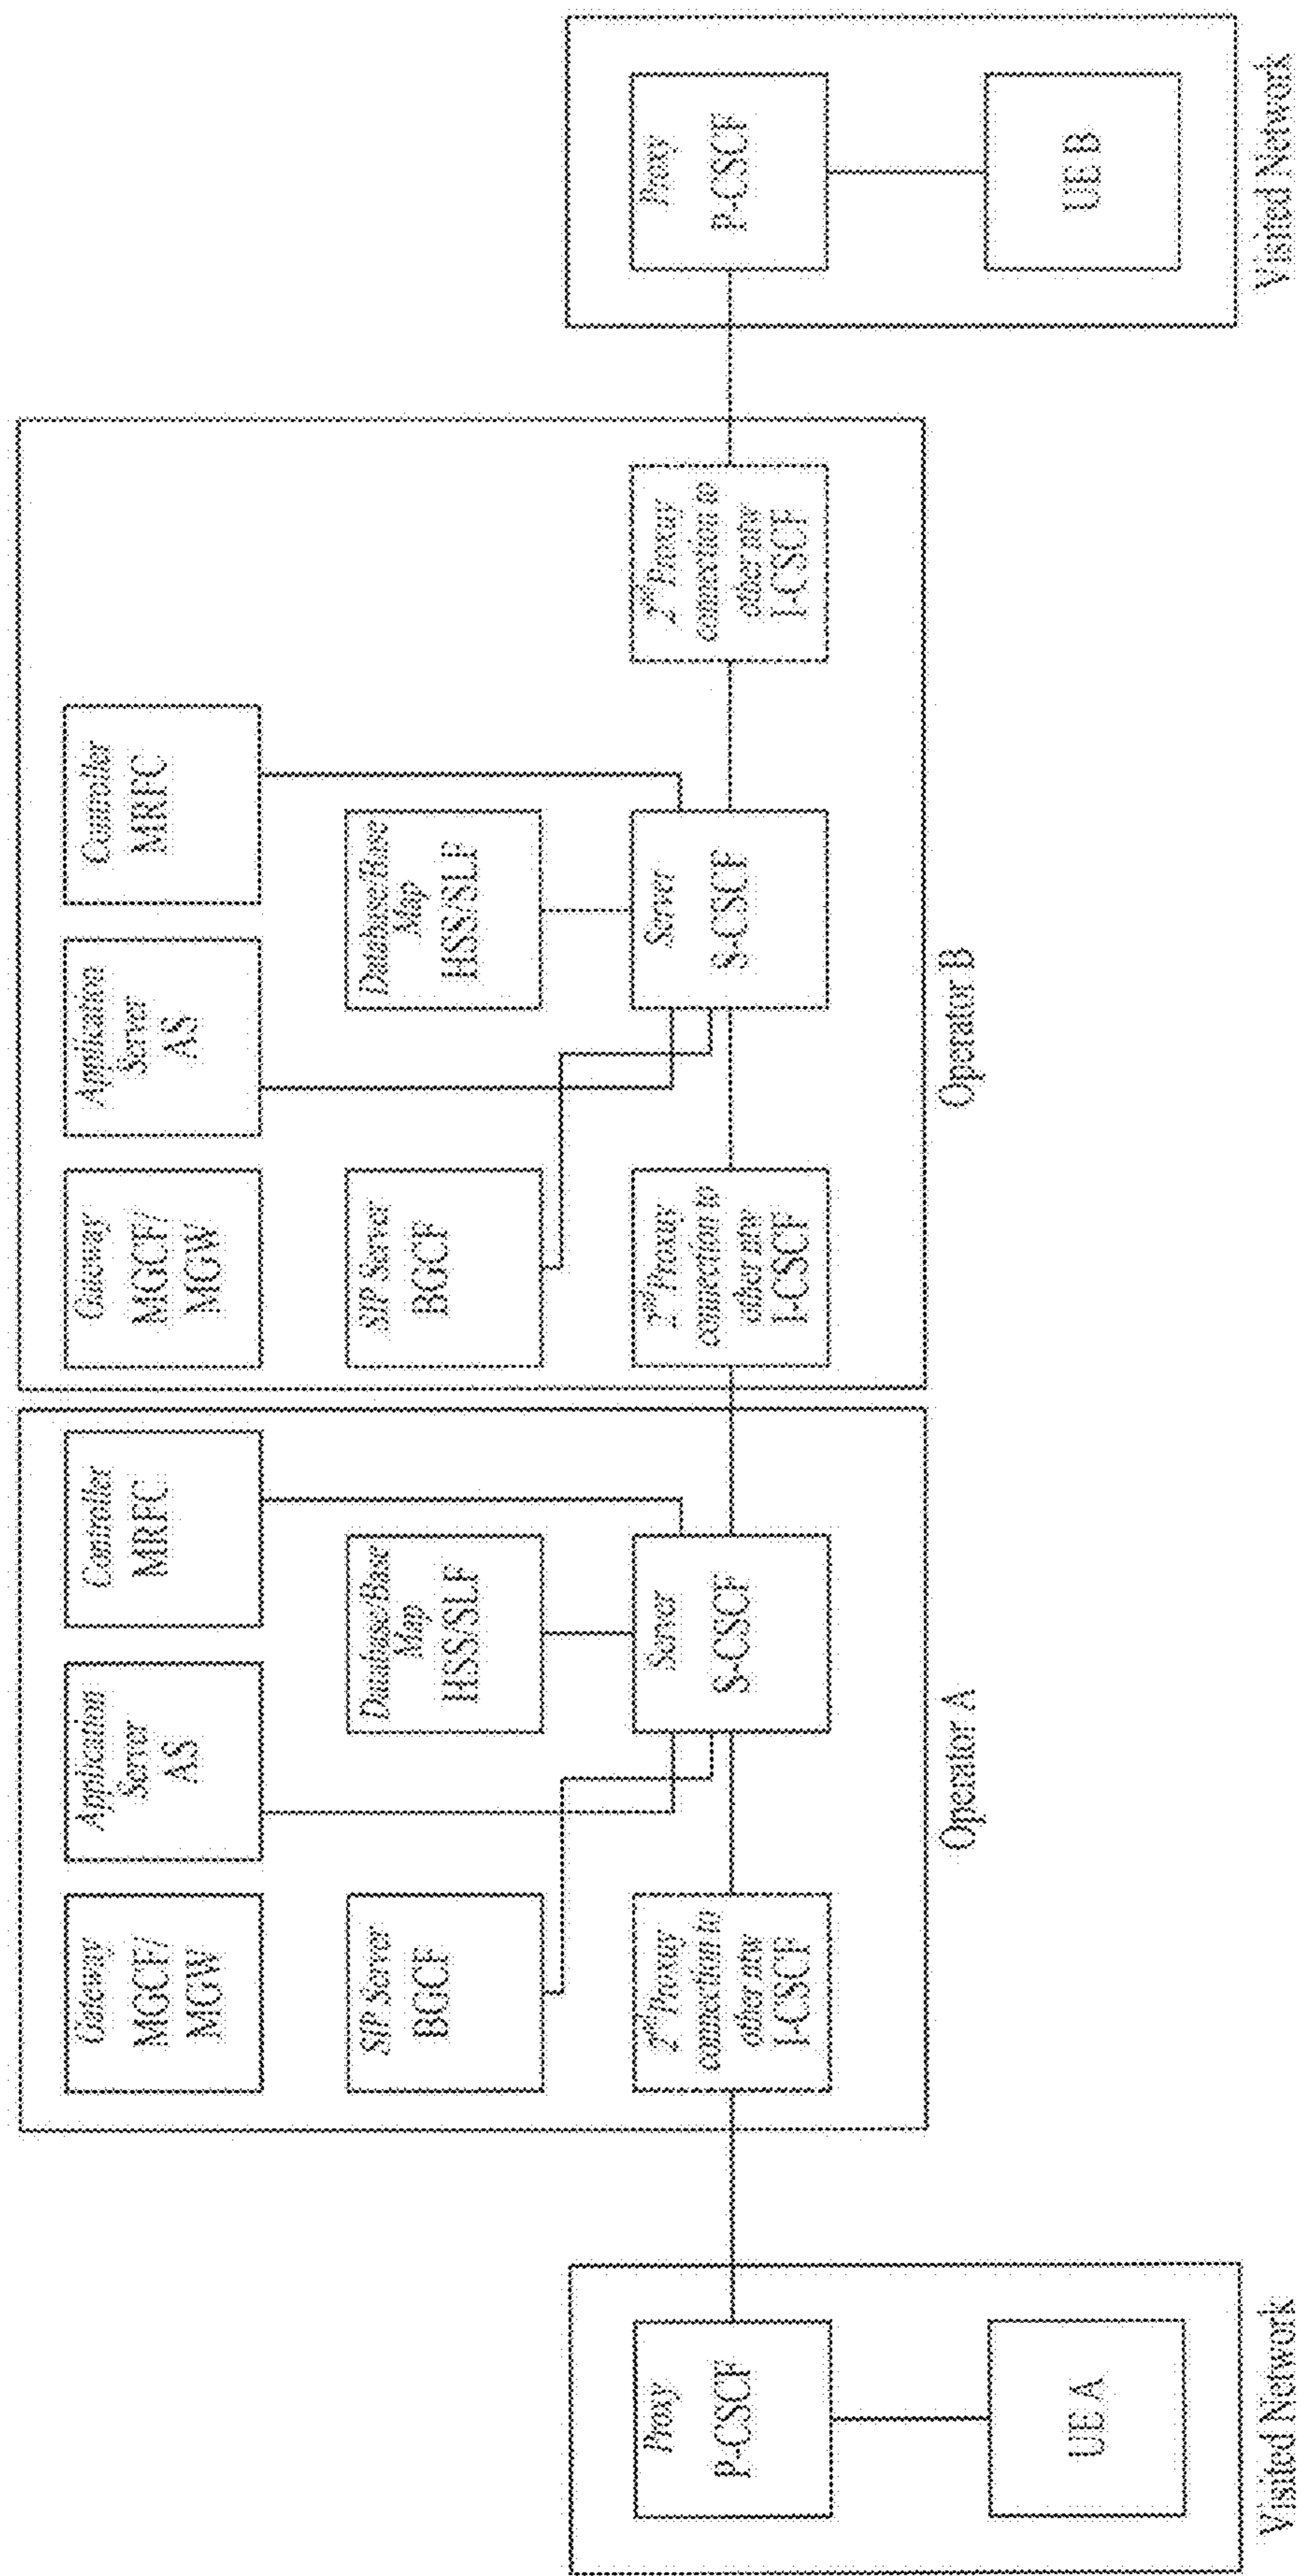 Proxy
P-CSCF
UE A
Visited Network
Gateway
MGCF/
MGW
Application
Server
AS
Controller
MRFC
SIP Server
BGCF
Database/Base
Map
HSS/SLF
2nd Proxy
connection to
other nw
I-CSCF
Server
S-CSCF
Operator A
Gateway
MGCF/
MGW
Application
Server
AS
Controller
MRFC
SIP Server
BGCF
Database/Base
Map
HSS/SLF
2nd Proxy
connection to
other nw
I-CSCF
Server
S-CSCF
2nd Proxy
connection to
other nw
I-CSCF
Operator B
Proxy
P-CSCF
UE B
Visited Network